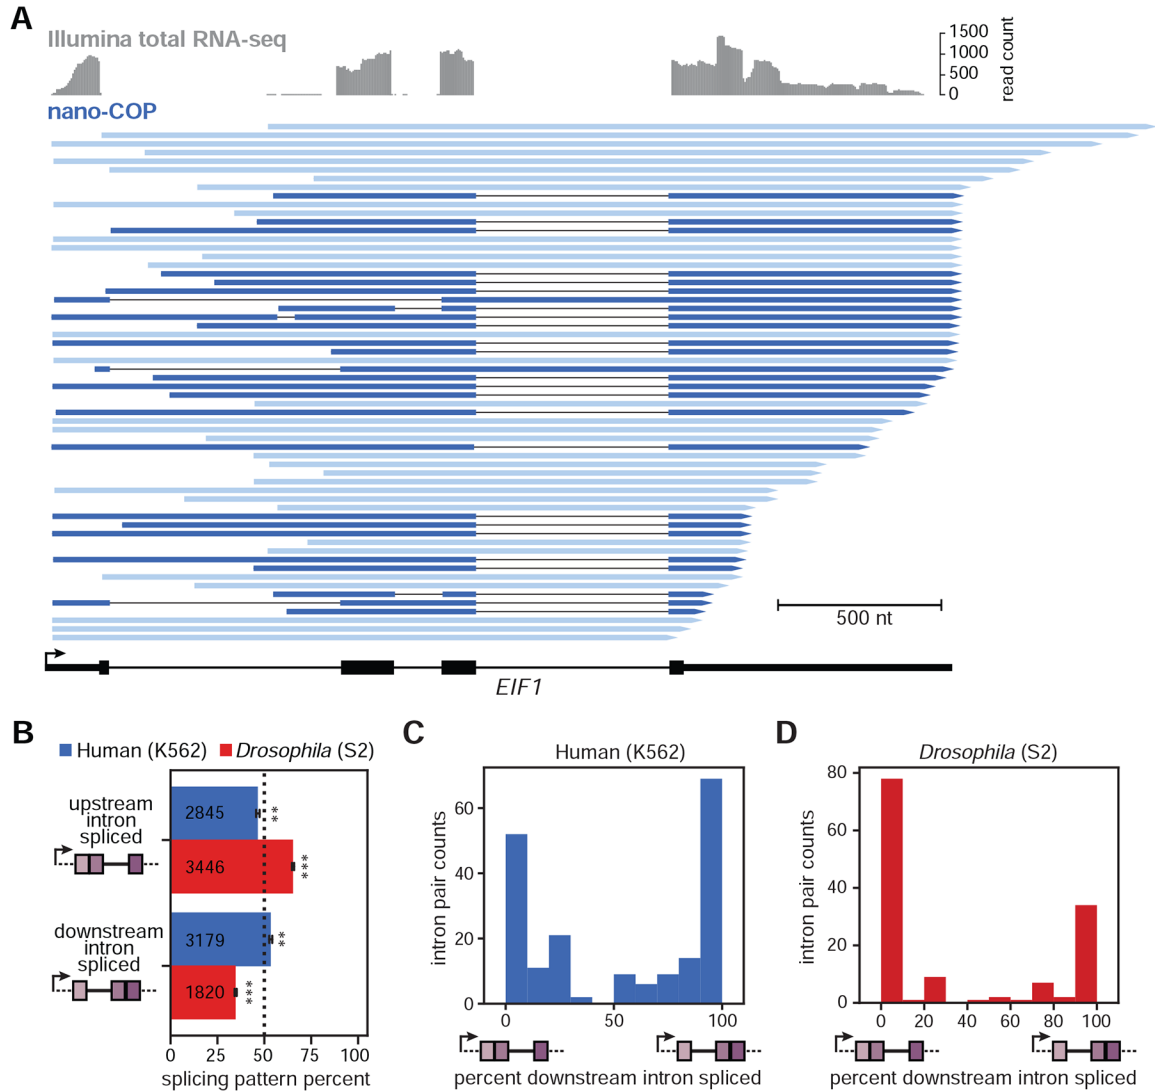 A
Illumina total RNA-seq
1500
1000
500
0
read count
nano-COP
500 nt
EIF1
B
Human (K562)
Drosophila (S2)
upstream
intron
spliced
2845
**
3446
***
downstream
intron
spliced
3179
**
1820
***
0
25
50
75
100
splicing pattern percent
C
Human (K562)
intron pair counts
60
40
20
0
0
50
100
percent downstream intron spliced
D
Drosophila (S2)
intron pair counts
80
60
40
20
0
0
20
40
60
80
100
percent downstream intron spliced